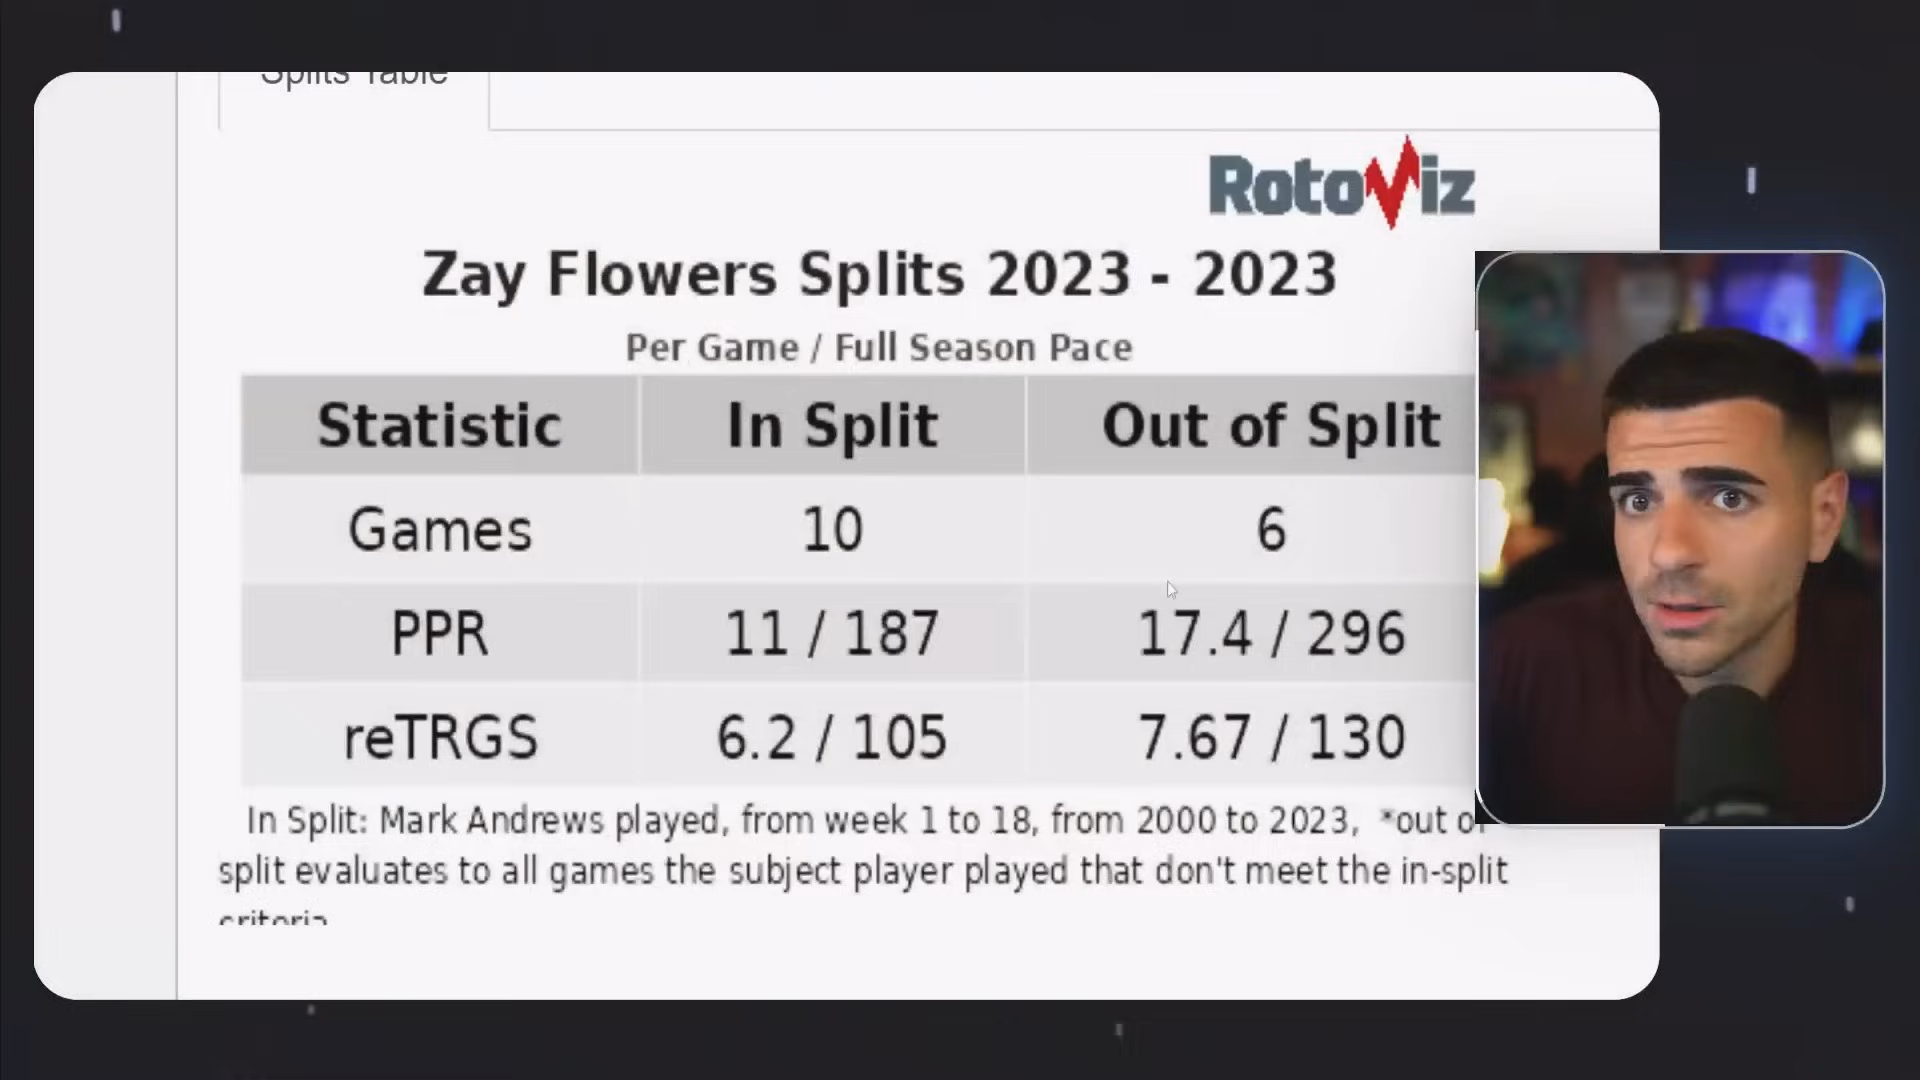 Splits Table
RotoViz
Zay Flowers Splits 2023 - 2023
Per Game / Full Season Pace
Statistic In Split Out of Split
Games 10 6
PPR 11 / 187 17.4 / 296
reTRGS 6.2 / 105 7.67 / 130
In Split: Mark Andrews played, from week 1 to 18, from 2000 to 2023, *out of
split evaluates to all games the subject player played that don't meet the in-split
criteria